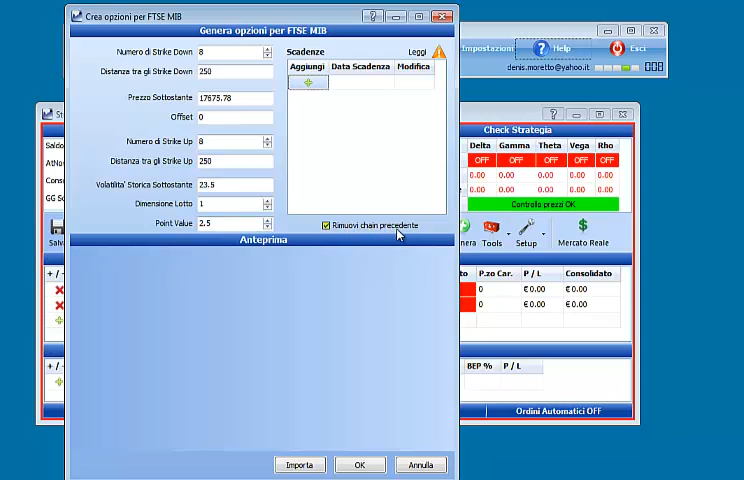 Crea opzioni per FTSE MIB
Genera opzioni per FTSE MIB
Numero di Strike Down 8
Distanza tra gli Strike Down 250
Prezzo Sottostante 17675.78
Offset 0
Numero di Strike Up 8
Distanza tra gli Strike Up 250
Volatilita' Storica Sottostante 23.5
Dimensione Lotto 1
Point Value 2.5
Scadenze Leggi
Aggiungi Data Scadenza Modifica
Rimuovi chain precedente
Anteprima
Importa OK Annulla
Impostazioni Help Esci
denis.moretto@yahoo.it
St
Check Strategia
Saldo
Delta Gamma Theta Vega Rho
OFF OFF OFF OFF OFF
0.00 0.00 0.00 0.00 0.00
0.00 0.00 0.00 0.00 0.00
Controllo prezzi OK
AtNo
Cons
GG S
Salv
nera Tools Setup Mercato Reale
+ / -
to P.zo Car. P / L Consolidato
0 € 0.00 € 0.00
0 € 0.00 € 0.00
+ / -
BEP % P / L
Ordini Automatici OFF